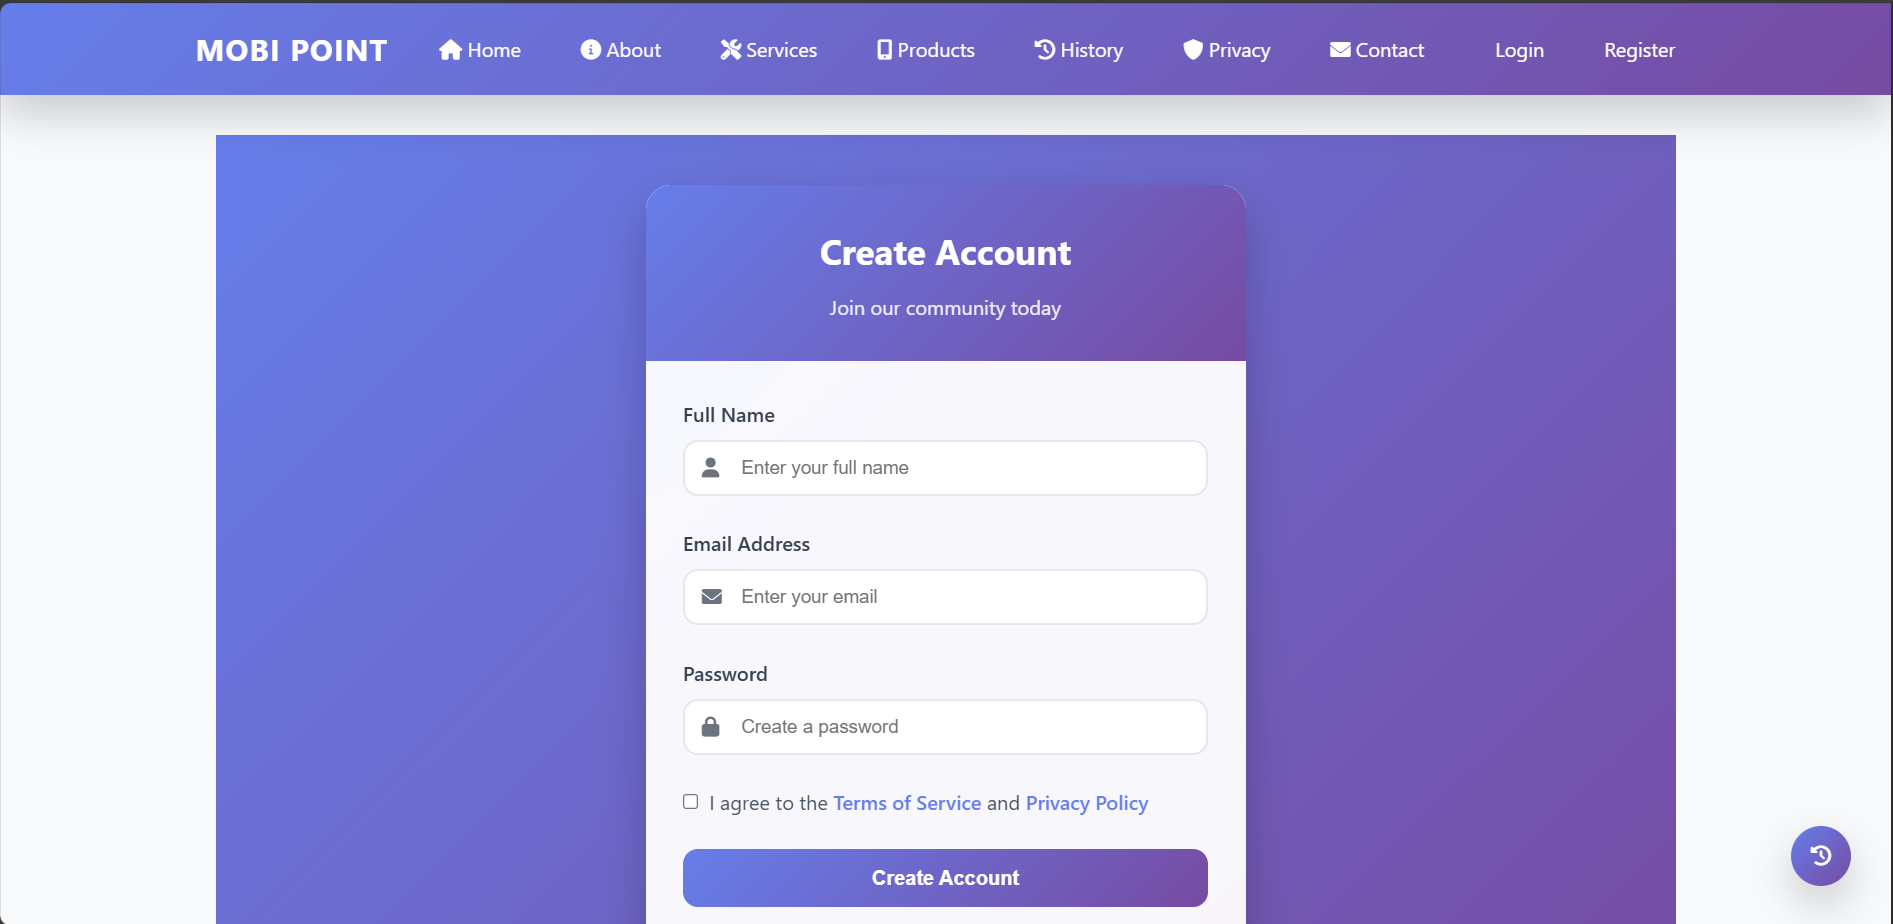 MOBI POINT Home About Services Products History Privacy Contact Login Register
Create Account
Join our community today
Full Name
Enter your full name
Email Address
Enter your email
Password
Create a password
I agree to the Terms of Service and Privacy Policy
Create Account